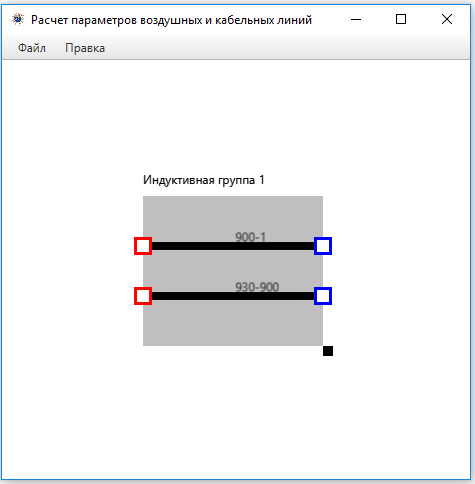 Расчет параметров воздушных и кабельных линий
Файл Правка
Индуктивная группа 1
900-1
930-900